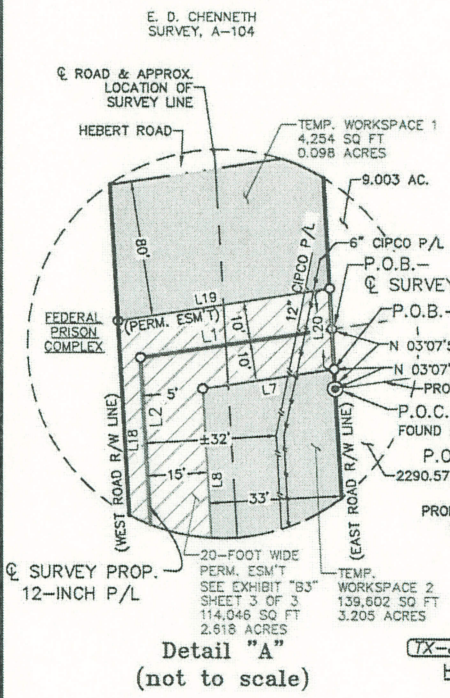 E. D. CHENNETH
SURVEY, A-104
℄ ROAD & APPROX.
LOCATION OF
SURVEY LINE
HEBERT ROAD
TEMP. WORKSPACE 1
4,254 SQ FT
0.098 ACRES
9.003 AC.
80'
12" CIPCO P/L
6" CIPCO P/L
P.O.B.-
℄ SURVEY
L19
(PERM. ESM'T)
L1
10'
10'
L20
P.O.B.-
FEDERAL
PRISON
COMPLEX
N 03'07'5
N 03'07'
PRO
P.O.C.
FOUND
L7
5'
L2
L18
±32'
15'
L8
33'
(WEST ROAD R/W LINE)
(EAST ROAD R/W LINE)
P.O
2290.57
PROP
℄ SURVEY PROP.
12-INCH P/L
20-FOOT WIDE
PERM. ESM'T
SEE EXHIBIT "B3"
SHEET 3 OF 3
114,046 SQ FT
2.618 ACRES
TEMP.
WORKSPACE 2
139,602 SQ FT
3.205 ACRES
Detail "A"
(not to scale)
TX-